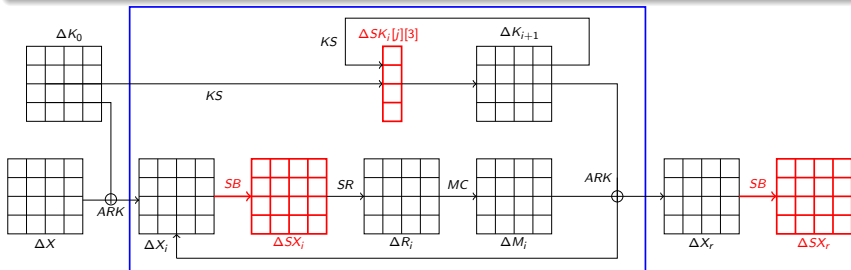 ΔK₀
KS
ΔSKᵢ[j][3]
ΔKᵢ₊₁
KS
SB
SR
MC
ARK
SB
ARK
ΔX
ΔXᵢ
ΔSXᵢ
ΔRᵢ
ΔMᵢ
ΔXᵣ
ΔSXᵣ